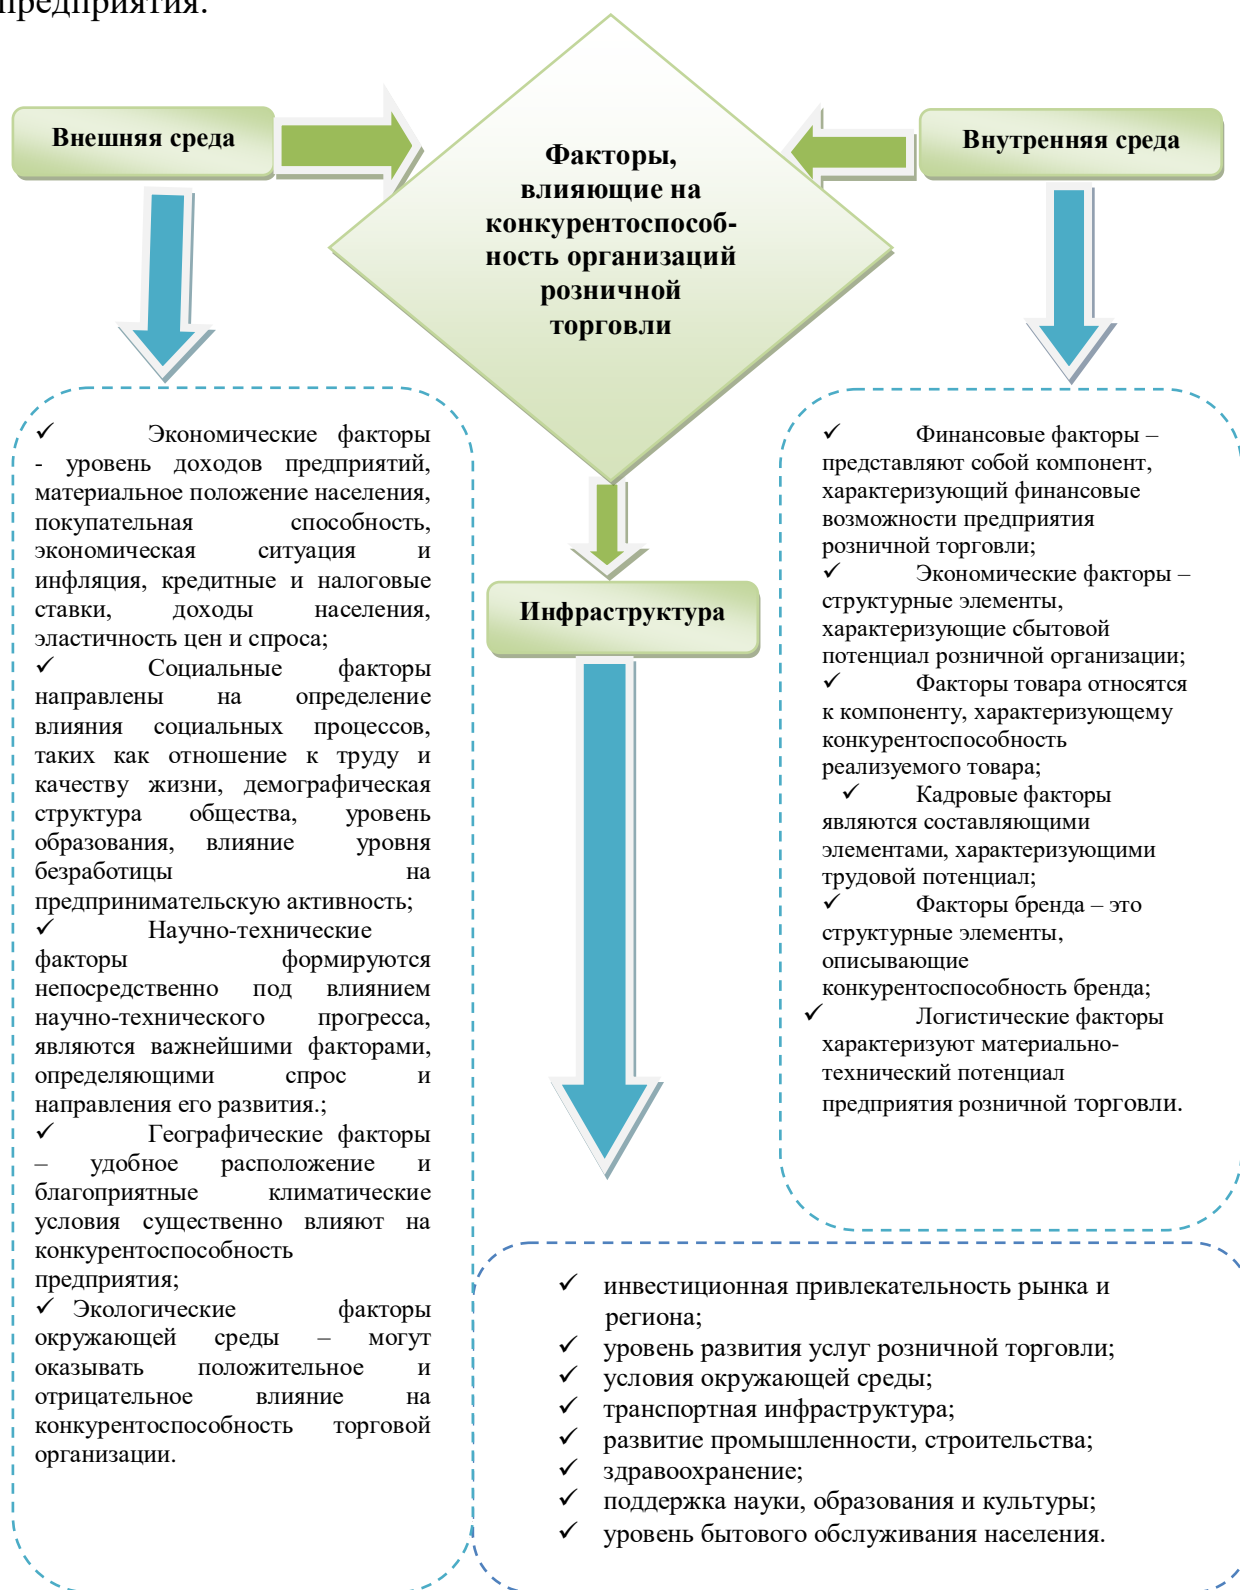 предприятия.
Внешняя среда
Факторы,
влияющие на
конкурентоспособ-
ность организаций
розничной
торговли
Внутренняя среда
✓ Экономические факторы
- уровень доходов предприятий,
материальное положение населения,
покупательная способность,
экономическая ситуация и
инфляция, кредитные и налоговые
ставки, доходы населения,
эластичность цен и спроса;
✓ Социальные факторы
направлены на определение
влияния социальных процессов,
таких как отношение к труду и
качеству жизни, демографическая
структура общества, уровень
образования, влияние уровня
безработицы на
предпринимательскую активность;
✓ Научно-технические
факторы формируются
непосредственно под влиянием
научно-технического прогресса,
являются важнейшими факторами,
определяющими спрос и
направления его развития.;
✓ Географические факторы
– удобное расположение и
благоприятные климатические
условия существенно влияют на
конкурентоспособность
предприятия;
✓ Экологические факторы
окружающей среды – могут
оказывать положительное и
отрицательное влияние на
конкурентоспособность торговой
организации.
Инфраструктура
✓ Финансовые факторы –
представляют собой компонент,
характеризующий финансовые
возможности предприятия
розничной торговли;
✓ Экономические факторы –
структурные элементы,
характеризующие сбытовой
потенциал розничной организации;
✓ Факторы товара относятся
к компоненту, характеризующему
конкурентоспособность
реализуемого товара;
✓ Кадровые факторы
являются составляющими
элементами, характеризующими
трудовой потенциал;
✓ Факторы бренда – это
структурные элементы,
описывающие
конкурентоспособность бренда;
✓ Логистические факторы
характеризуют материально-
технический потенциал
предприятия розничной торговли.
✓ инвестиционная привлекательность рынка и
региона;
✓ уровень развития услуг розничной торговли;
✓ условия окружающей среды;
✓ транспортная инфраструктура;
✓ развитие промышленности, строительства;
✓ здравоохранение;
✓ поддержка науки, образования и культуры;
✓ уровень бытового обслуживания населения.